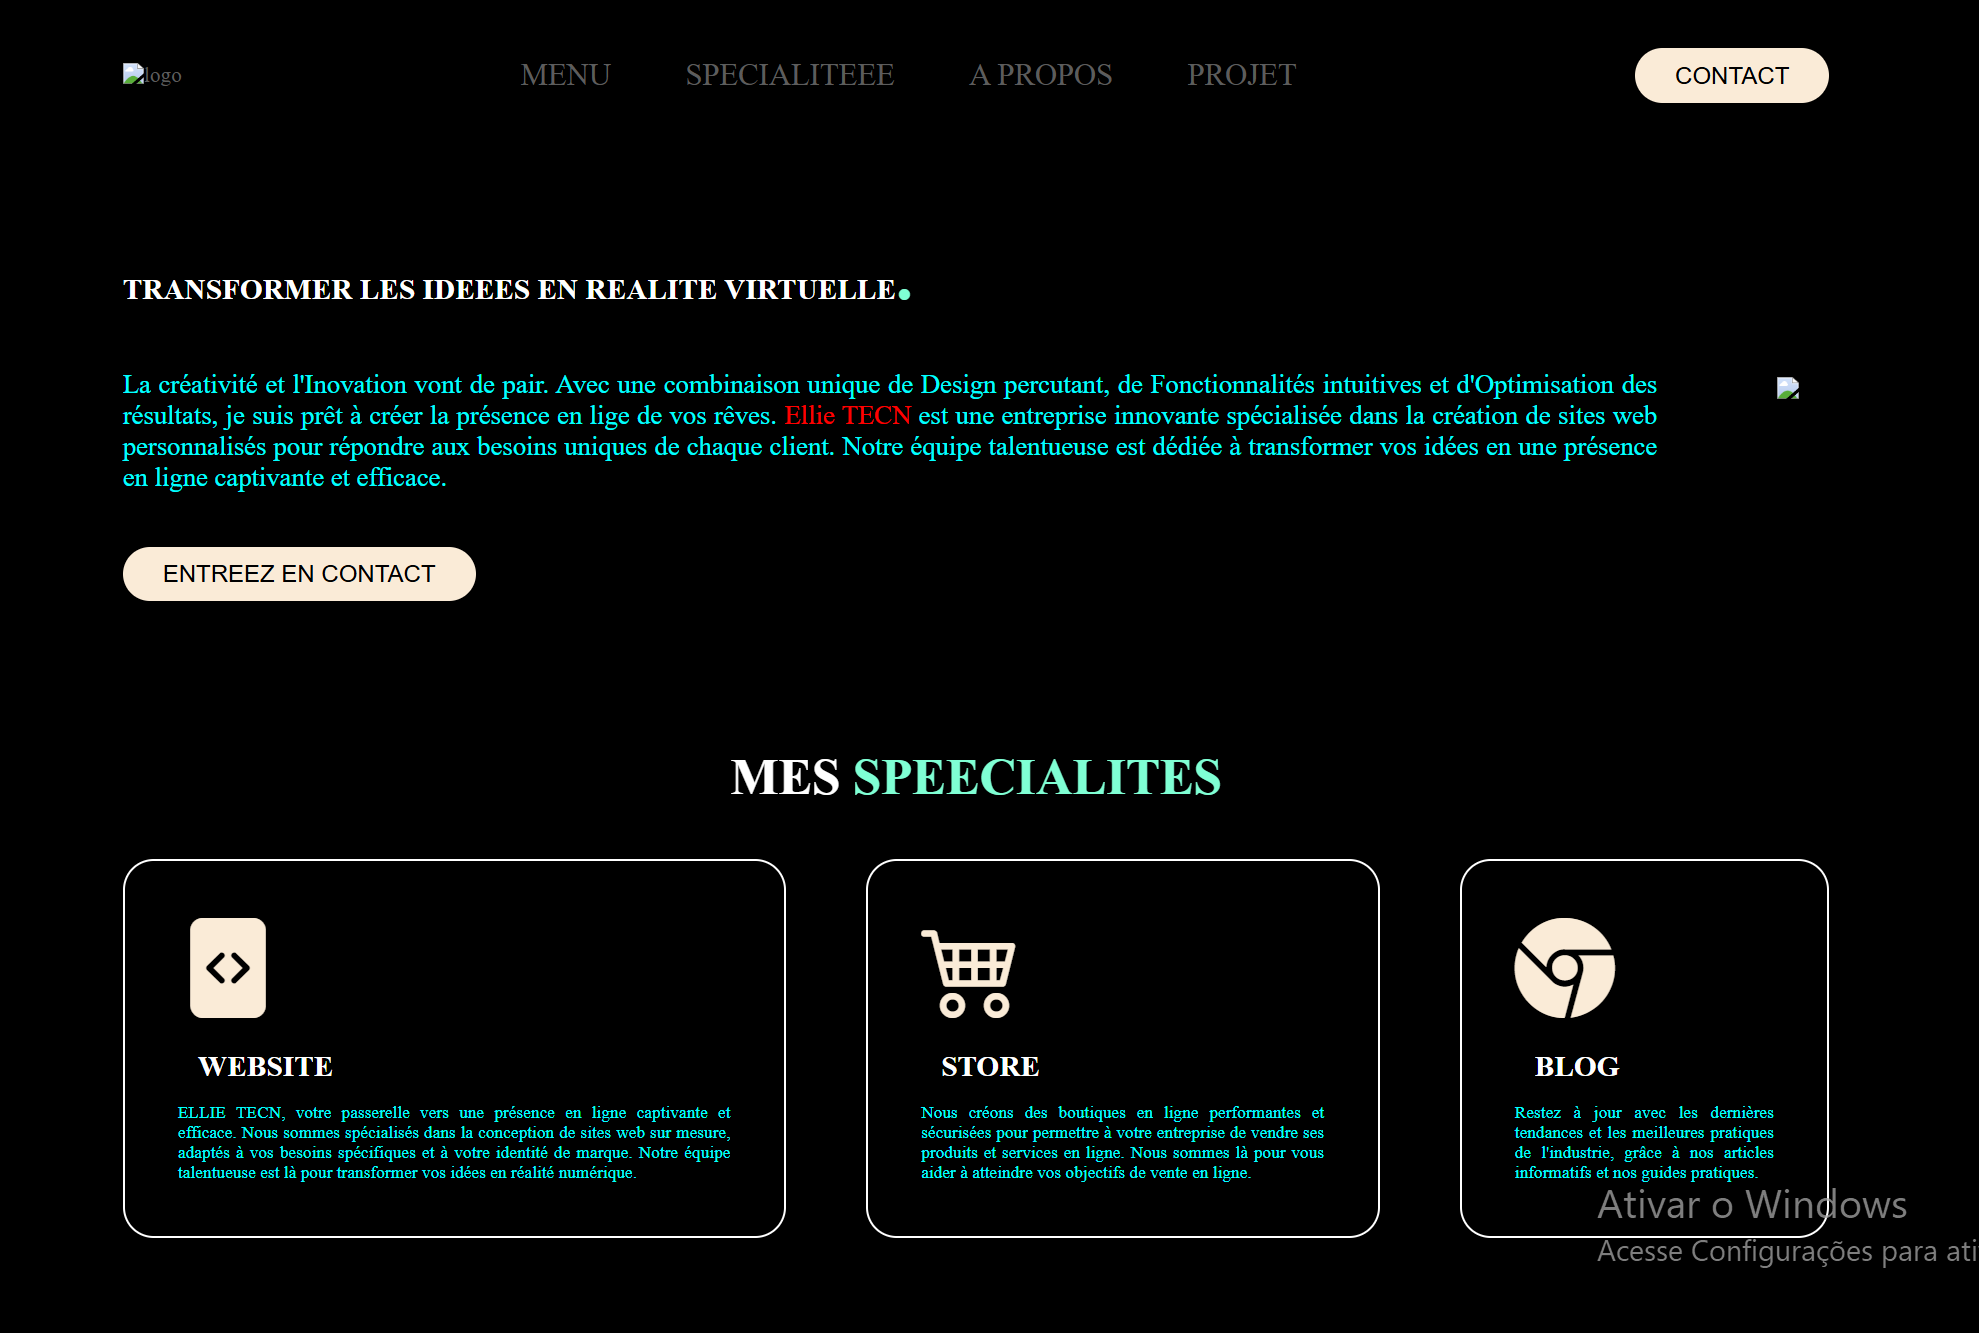 logo
MENU SPECIALITEEE A PROPOS PROJET
CONTACT
TRANSFORMER LES IDEEES EN REALITE VIRTUELLE.
La créativité et l'Inovation vont de pair. Avec une combinaison unique de Design percutant, de Fonctionnalités intuitives et d'Optimisation des
résultats, je suis prêt à créer la présence en lige de vos rêves. Ellie TECN est une entreprise innovante spécialisée dans la création de sites web
personnalisés pour répondre aux besoins uniques de chaque client. Notre équipe talentueuse est dédiée à transformer vos idées en une présence
en ligne captivante et efficace.
ENTREEZ EN CONTACT
MES SPEECIALITES
WEBSITE
ELLIE TECN, votre passerelle vers une présence en ligne captivante et
efficace. Nous sommes spécialisés dans la conception de sites web sur mesure,
adaptés à vos besoins spécifiques et à votre identité de marque. Notre équipe
talentueuse est là pour transformer vos idées en réalité numérique.
STORE
Nous créons des boutiques en ligne performantes et
sécurisées pour permettre à votre entreprise de vendre ses
produits et services en ligne. Nous sommes là pour vous
aider à atteindre vos objectifs de vente en ligne.
BLOG
Restez à jour avec les dernières
tendances et les meilleures pratiques
de l'industrie, grâce à nos articles
informatifs et nos guides pratiques.
Ativar o Windows
Acesse Configurações para ati